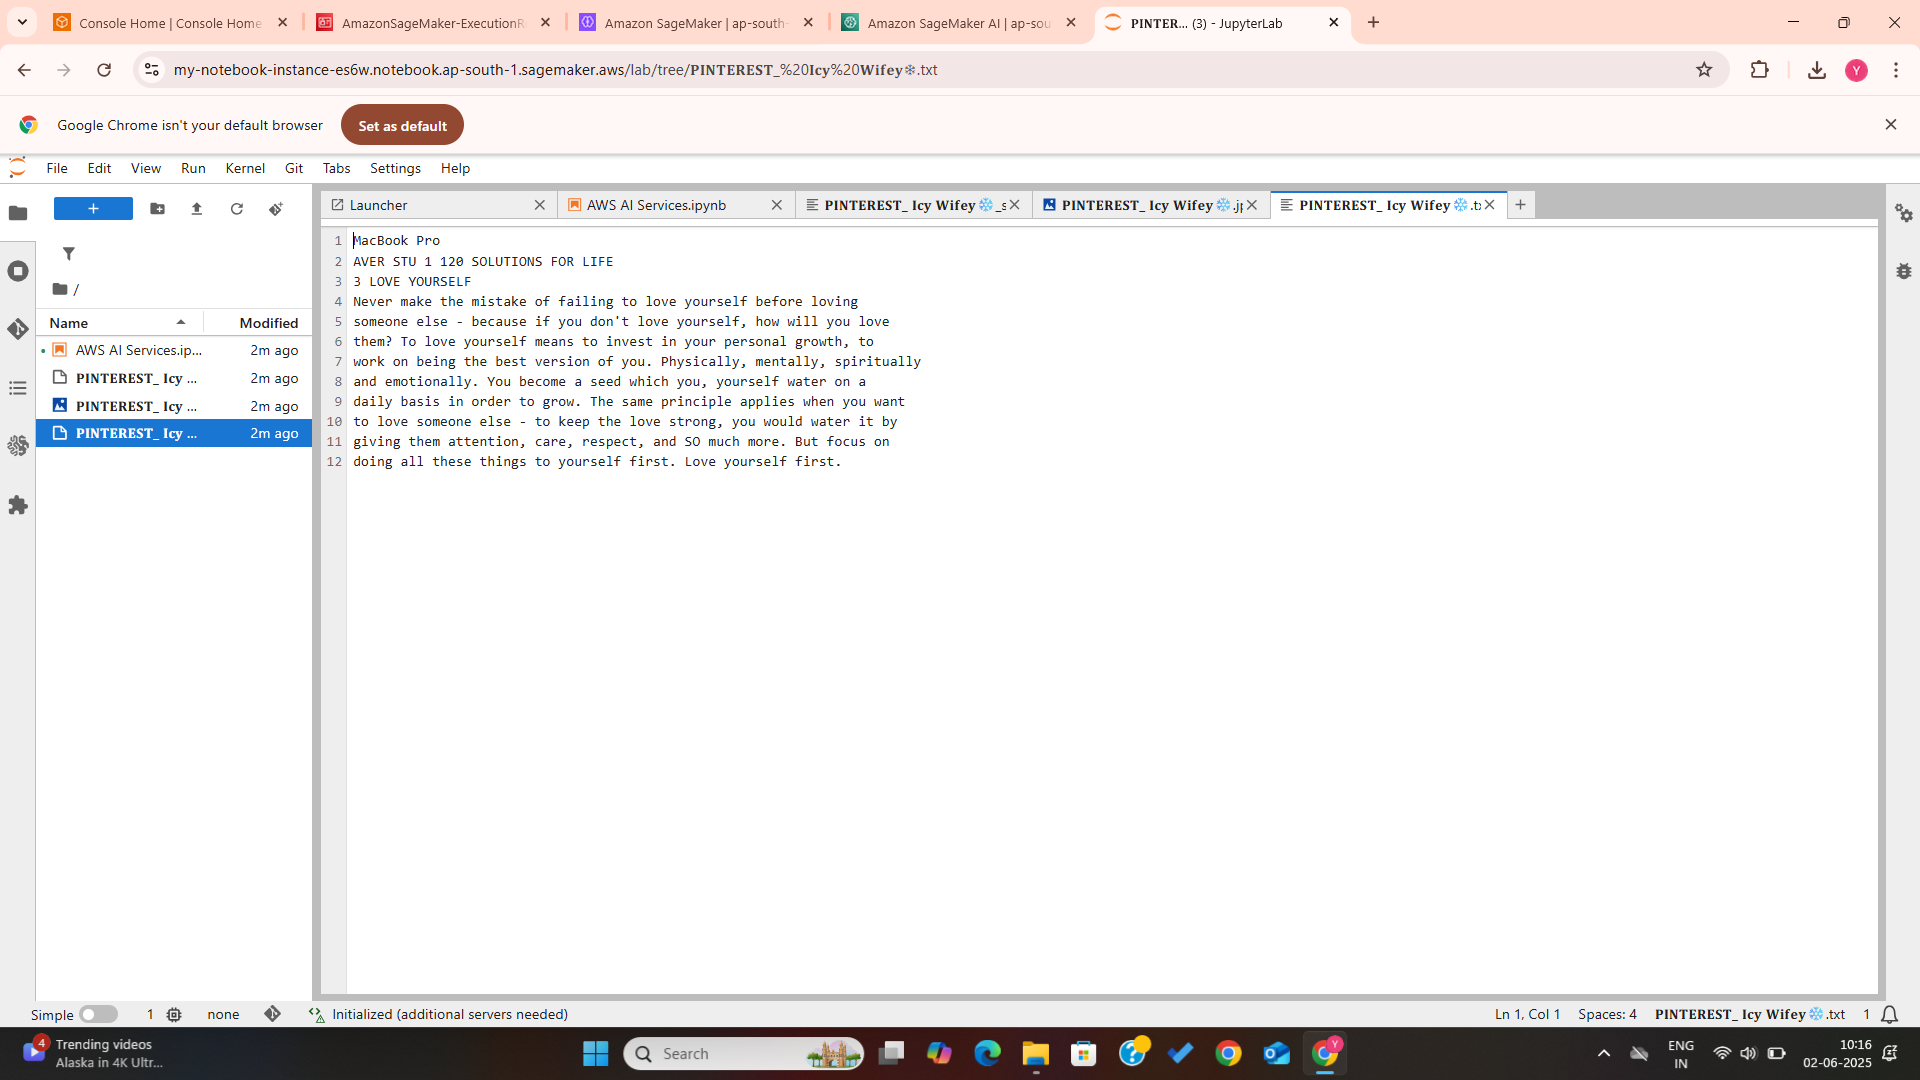 Console Home | Console Home
AmazonSageMaker-ExecutionR
Amazon SageMaker | ap-south-
Amazon SageMaker AI | ap-sou
PINTER... (3) - JupyterLab
my-notebook-instance-es6w.notebook.ap-south-1.sagemaker.aws/lab/tree/PINTEREST_%20Icy%20Wifey❄.txt
Y
Google Chrome isn't your default browser
Set as default
File Edit View Run Kernel Git Tabs Settings Help
Launcher
AWS AI Services.ipynb
PINTEREST_ Icy Wifey❄️_s
PINTEREST_ Icy Wifey❄️.j
PINTEREST_ Icy Wifey❄️.t
/
Name Modified
AWS AI Services.ip... 2m ago
PINTEREST_ Icy ... 2m ago
PINTEREST_ Icy ... 2m ago
PINTEREST_ Icy ... 2m ago
1 MacBook Pro
2 AVER STU 1 120 SOLUTIONS FOR LIFE
3 3 LOVE YOURSELF
4 Never make the mistake of failing to love yourself before loving
5 someone else - because if you don't love yourself, how will you love
6 them? To love yourself means to invest in your personal growth, to
7 work on being the best version of you. Physically, mentally, spiritually
8 and emotionally. You become a seed which you, yourself water on a
9 daily basis in order to grow. The same principle applies when you want
10 to love someone else - to keep the love strong, you would water it by
11 giving them attention, care, respect, and SO much more. But focus on
12 doing all these things to yourself first. Love yourself first.
Simple 1 none Initialized (additional servers needed) Ln 1, Col 1 Spaces: 4 PINTEREST_ Icy Wifey❄️.txt 1
4 Trending videos
Alaska in 4K Ultr...
Search
Y
ENG
IN
10:16
02-06-2025